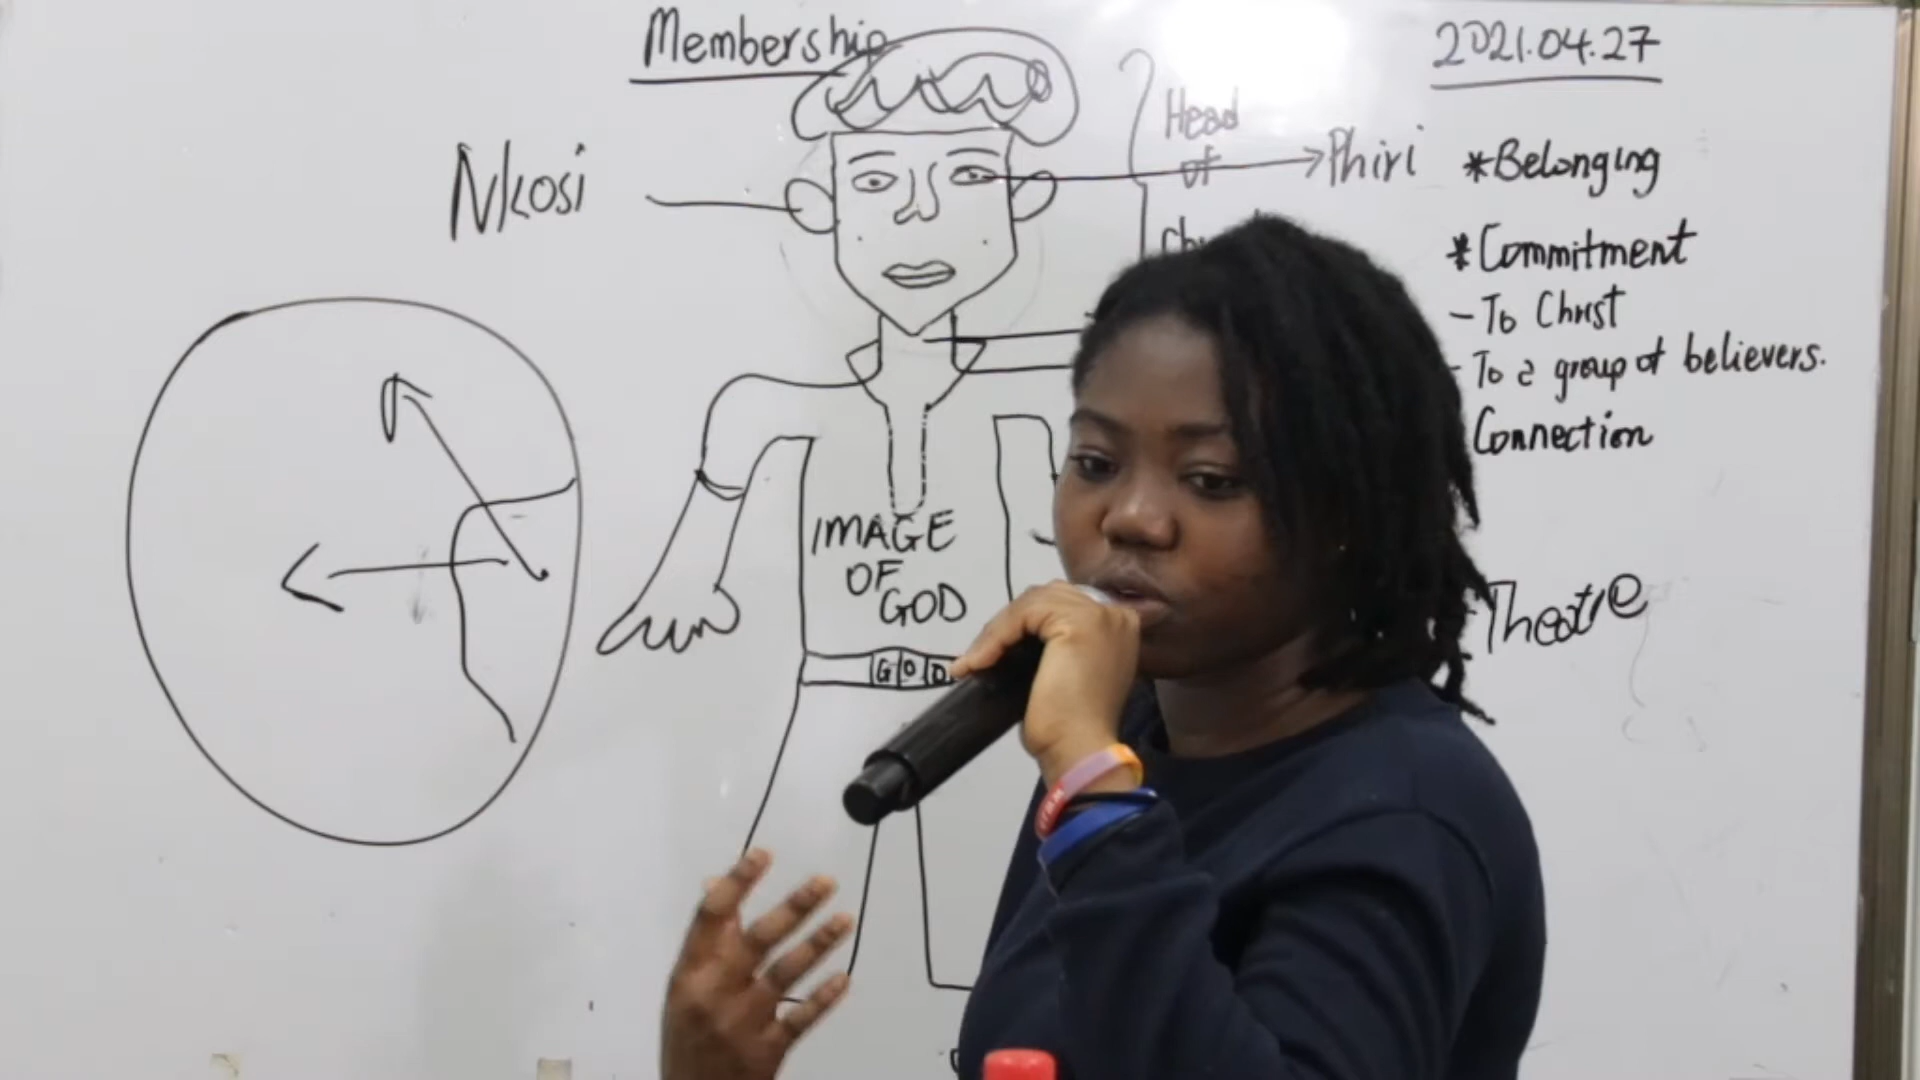 Membership
2021.04.27
Head
of
Nkosi
Phiri
*Belonging
*Commitment
- To Christ
- To a group of believers.
Connection
IMAGE
OF
GOD
GOD
Theatre